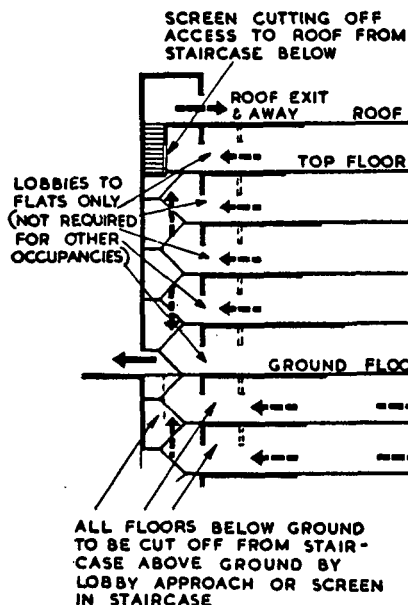 SCREEN CUTTING OFF
ACCESS TO ROOF FROM
STAIRCASE BELOW
ROOF EXIT
& AWAY
ROOF
TOP FLOOR
LOBBIES TO
FLATS ONLY
(NOT REQUIRED
FOR OTHER
OCCUPANCIES)
GROUND FLOO
ALL FLOORS BELOW GROUND
TO BE CUT OFF FROM STAIR-
CASE ABOVE GROUND BY
LOBBY APPROACH OR SCREEN
IN STAIRCASE